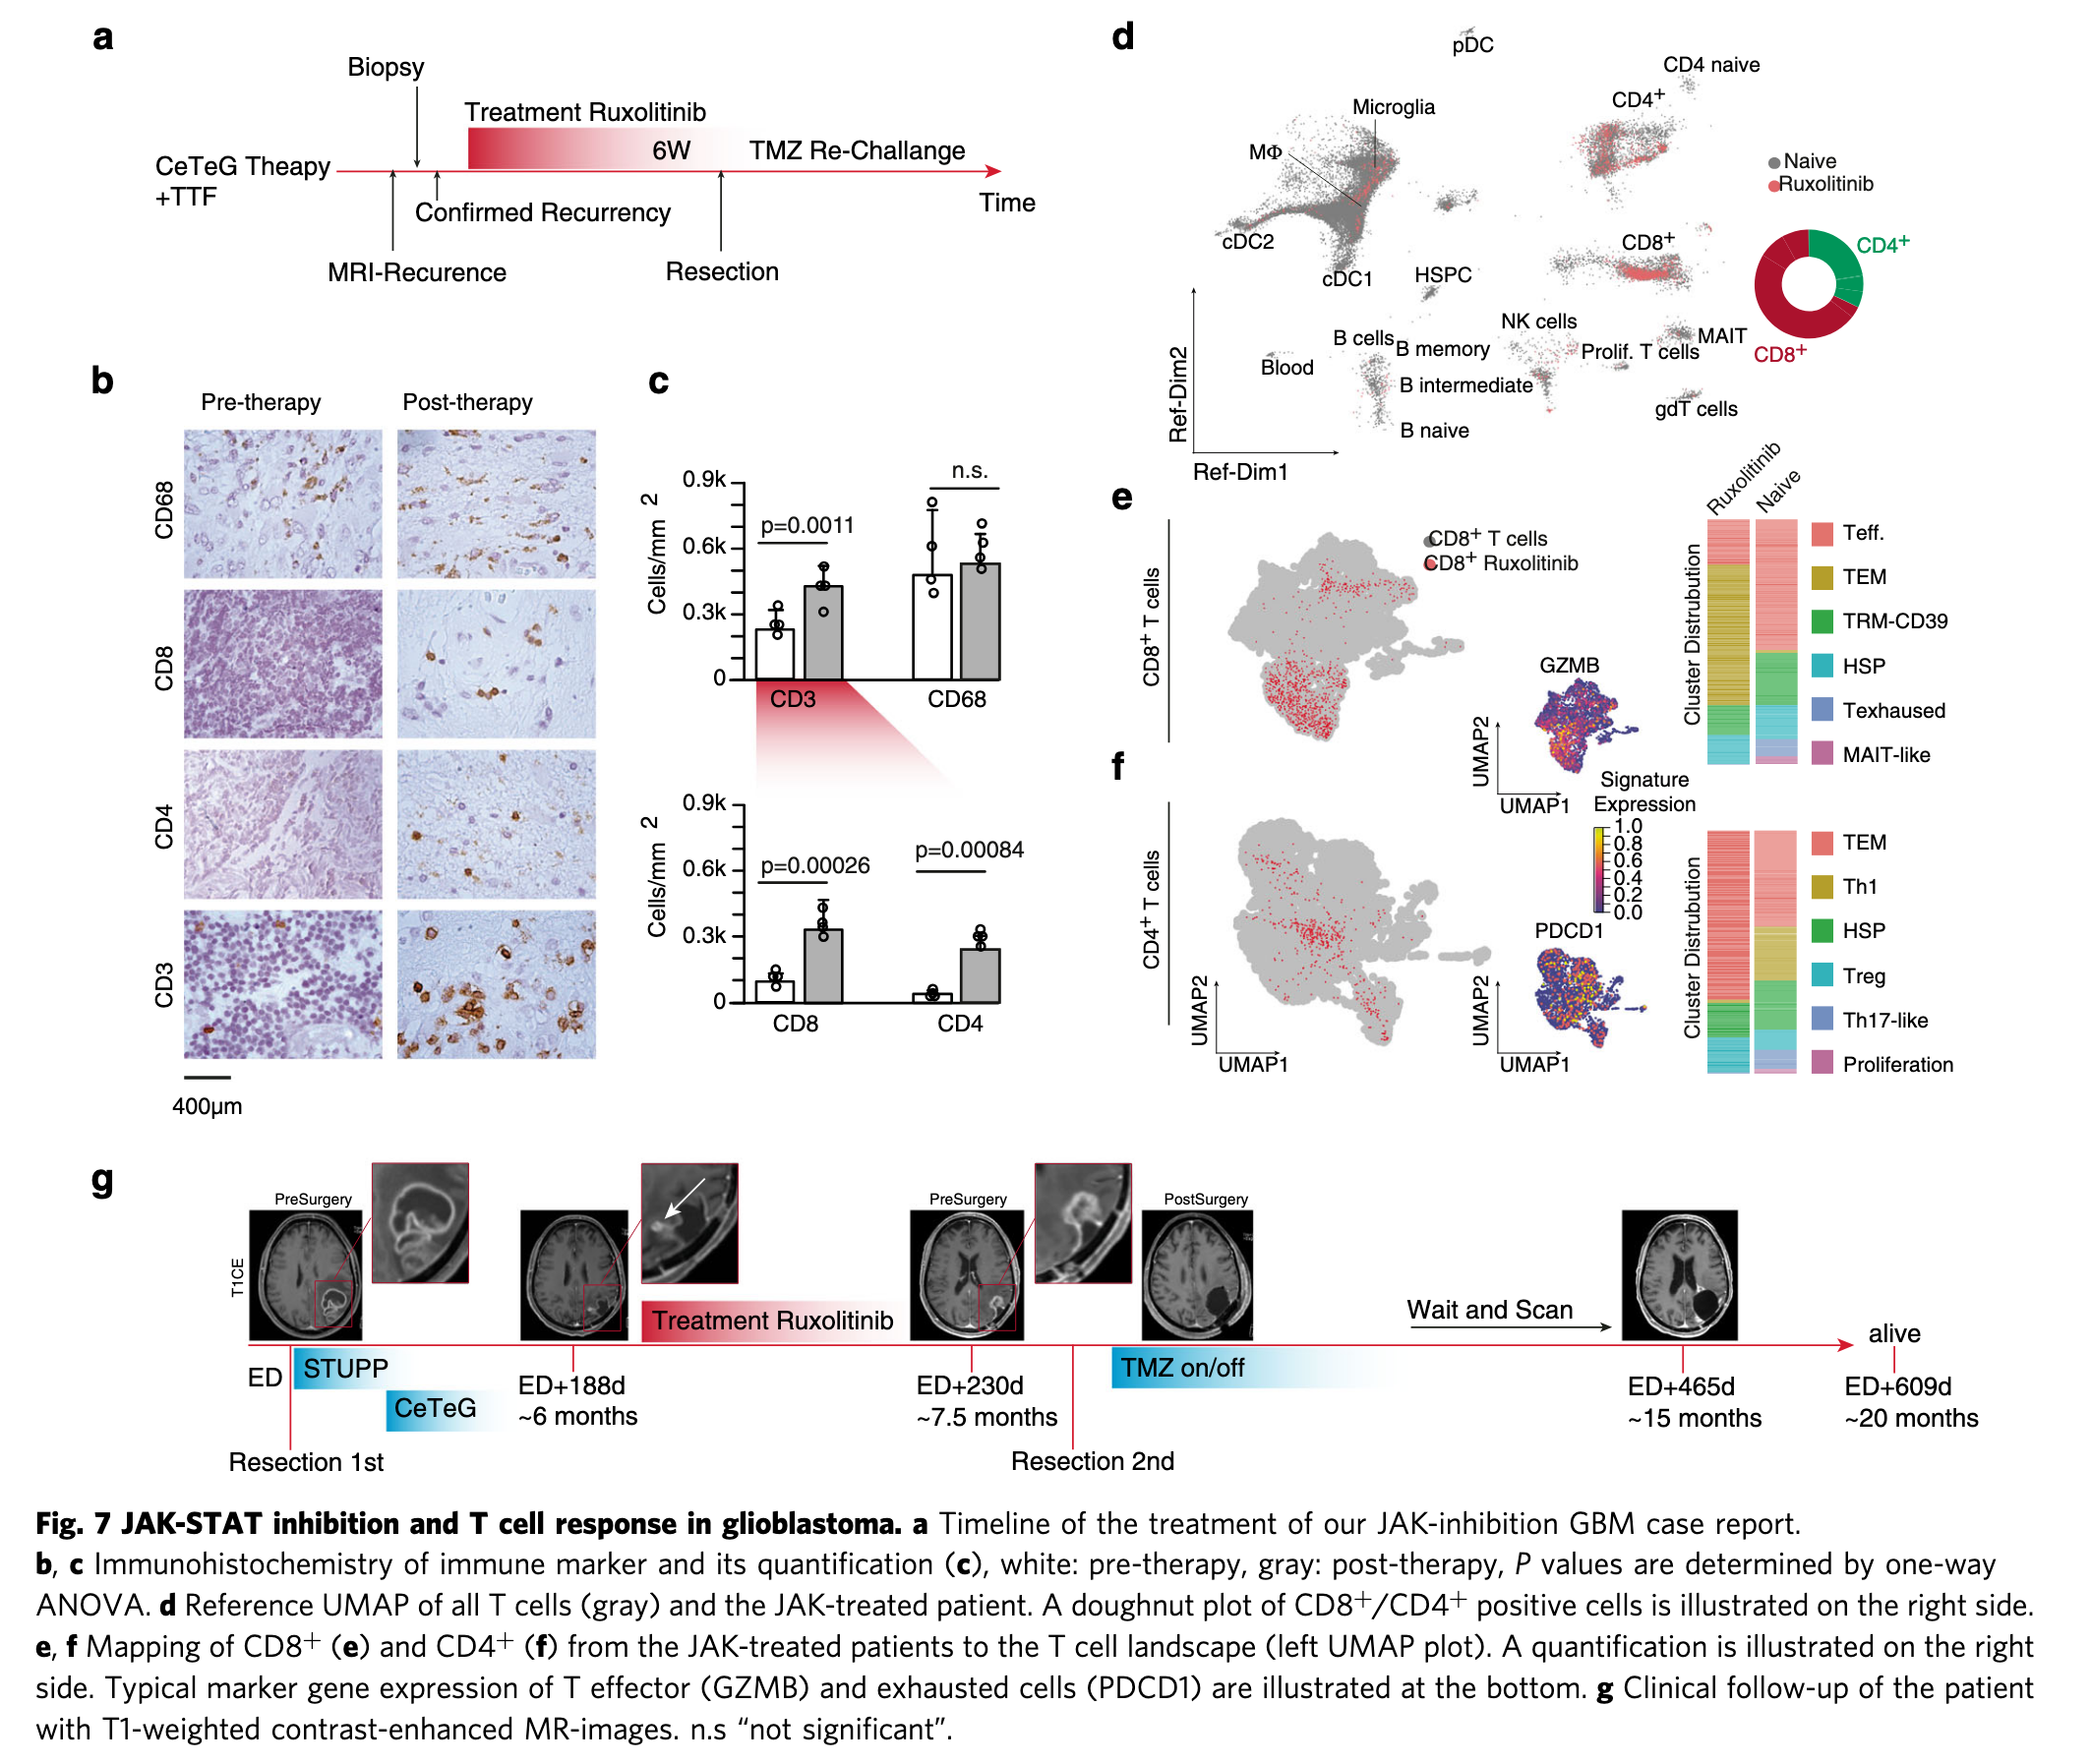 a
Biopsy
Treatment Ruxolitinib
6W
TMZ Re-Challange
CeTeG Theapy
+TTF
Time
Confirmed Recurrency
MRI-Recurence
Resection
b
Pre-therapy
Post-therapy
CD68
CD8
CD4
CD3
400µm
c
Cells/mm 2
0.9k
0.6k
0.3k
0
p=0.0011
n.s.
CD3
CD68
Cells/mm 2
0.9k
0.6k
0.3k
0
p=0.00026
p=0.00084
CD8
CD4
d
pDC
CD4 naive
CD4+
Microglia
MΦ
Naive
Ruxolitinib
cDC2
cDC1
HSPC
CD8+
CD4+
CD8+
NK cells
MAIT
B cells
B memory
Prolif. T cells
Blood
B intermediate
gdT cells
B naive
Ref-Dim2
Ref-Dim1
e
CD8+ T cells
CD8+ T cells
CD8+ Ruxolitinib
GZMB
UMAP2
UMAP1
Ruxolitinib
Naive
Cluster Distrubution
Teff.
TEM
TRM-CD39
HSP
Texhaused
MAIT-like
f
CD4+ T cells
UMAP2
UMAP1
Signature
Expression
1.0
0.8
0.6
0.4
0.2
0.0
PDCD1
UMAP2
UMAP1
Cluster Distrubution
TEM
Th1
HSP
Treg
Th17-like
Proliferation
g
PreSurgery
PreSurgery
PostSurgery
T1CE
Treatment Ruxolitinib
Wait and Scan
alive
ED
STUPP
CeTeG
TMZ on/off
ED+188d
~6 months
ED+230d
~7.5 months
ED+465d
~15 months
ED+609d
~20 months
Resection 1st
Resection 2nd
Fig. 7 JAK-STAT inhibition and T cell response in glioblastoma. a Timeline of the treatment of our JAK-inhibition GBM case report.
b, c Immunohistochemistry of immune marker and its quantification (c), white: pre-therapy, gray: post-therapy, P values are determined by one-way
ANOVA. d Reference UMAP of all T cells (gray) and the JAK-treated patient. A doughnut plot of CD8+/CD4+ positive cells is illustrated on the right side.
e, f Mapping of CD8+ (e) and CD4+ (f) from the JAK-treated patients to the T cell landscape (left UMAP plot). A quantification is illustrated on the right
side. Typical marker gene expression of T effector (GZMB) and exhausted cells (PDCD1) are illustrated at the bottom. g Clinical follow-up of the patient
with T1-weighted contrast-enhanced MR-images. n.s “not significant”.